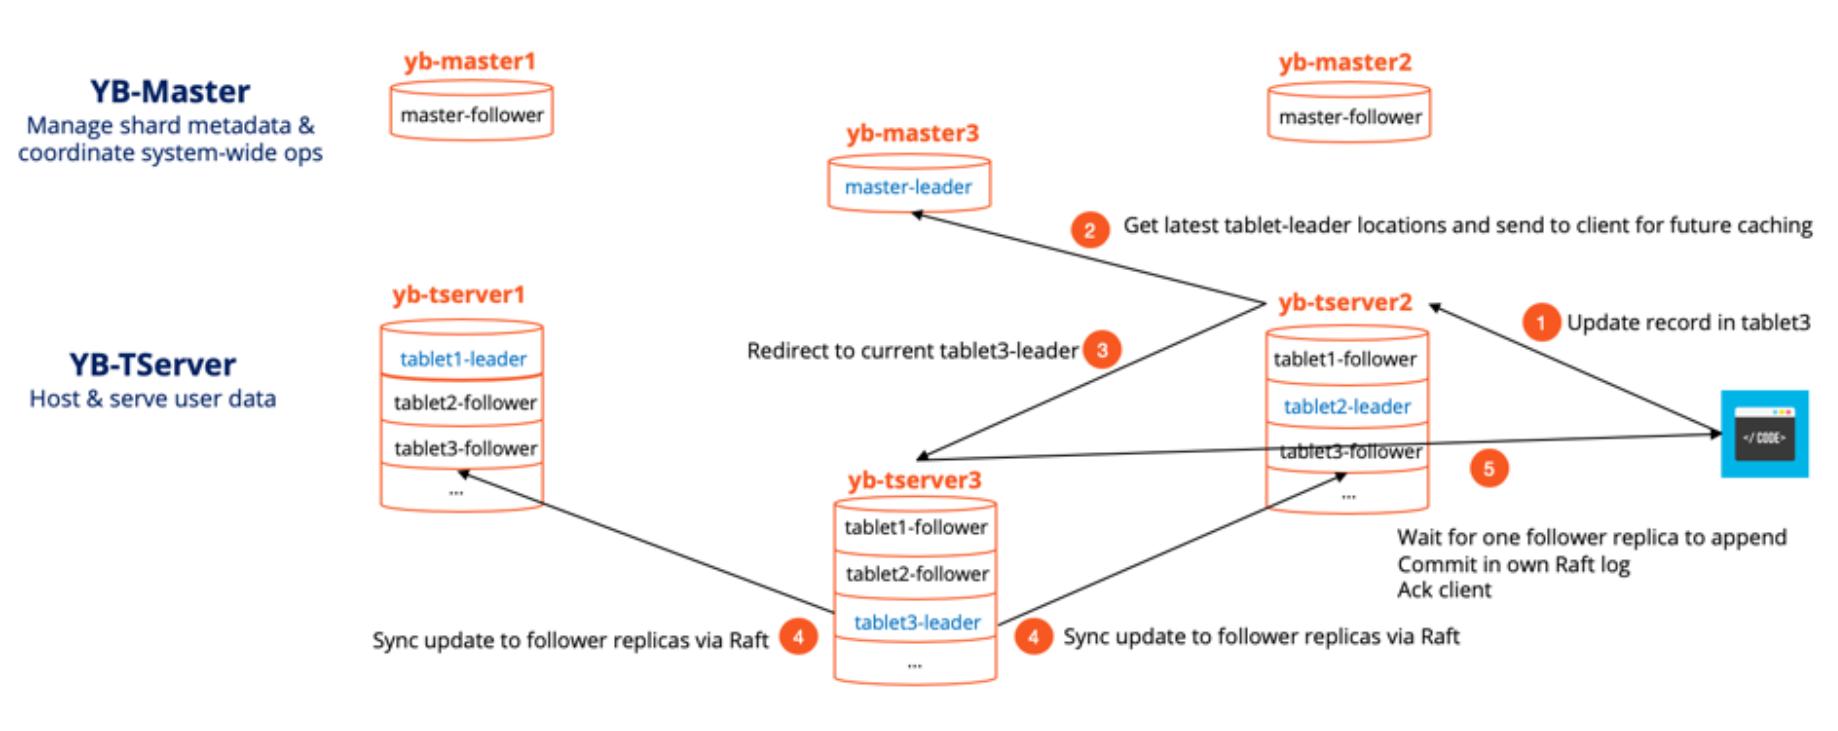 yb-master1
yb-master2
YB-Master
Manage shard metadata &
coordinate system-wide ops
master-follower
master-follower
yb-master3
master-leader
2
Get latest tablet-leader locations and send to client for future caching
yb-tserver1
yb-tserver2
1
Update record in tablet3
YB-TServer
Host & serve user data
tablet1-leader
tablet2-follower
tablet3-follower
...
Redirect to current tablet3-leader
3
tablet1-follower
tablet2-leader
tablet3-follower
...
</ CODE>
5
yb-tserver3
tablet1-follower
tablet2-follower
tablet3-leader
...
Wait for one follower replica to append
Commit in own Raft log
Ack client
Sync update to follower replicas via Raft
4
4
Sync update to follower replicas via Raft